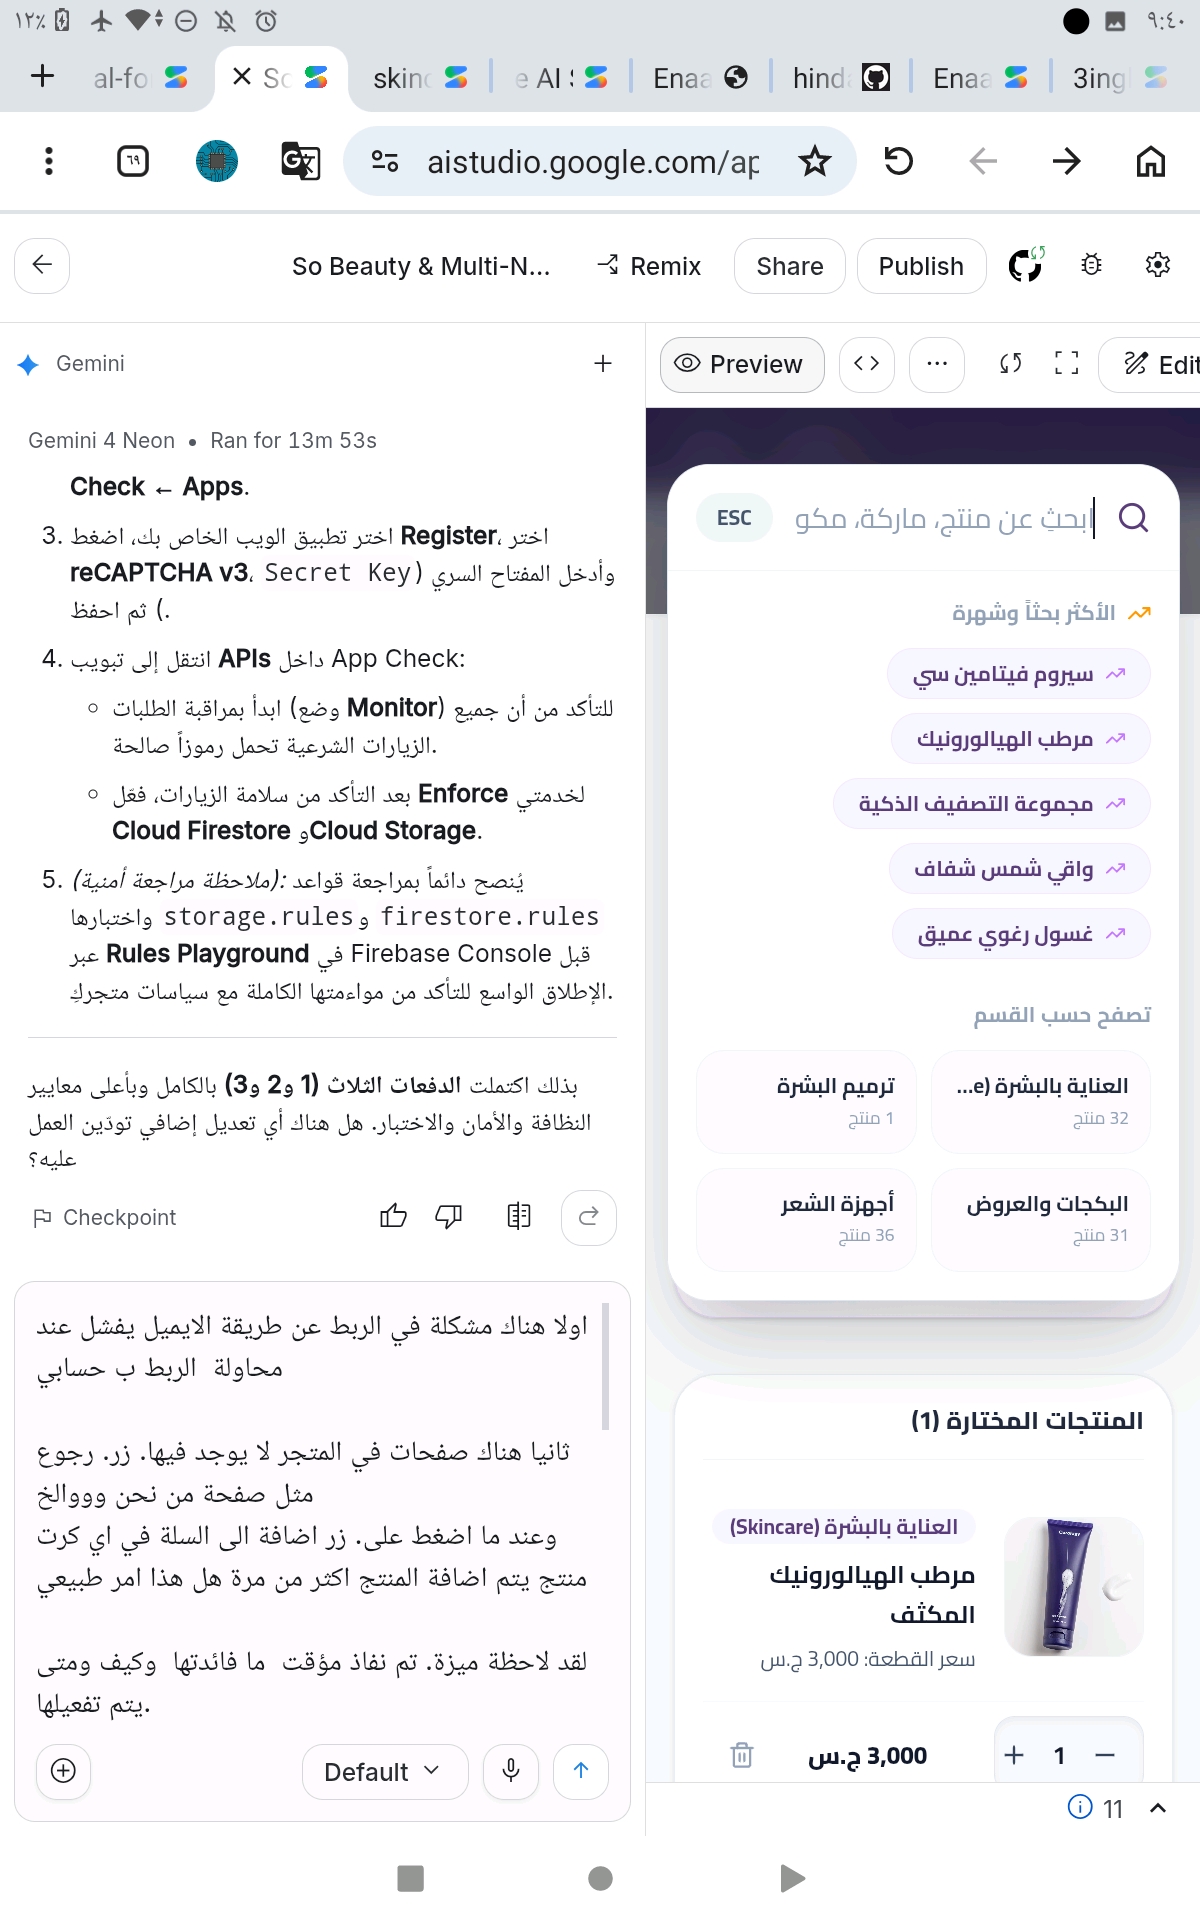 ١٢٪
٩:٤٠
al-fo
Sc
skinc
e AI S
Enaa
hinda
Enaa
3ingl
٦٩
aistudio.google.com/ap
So Beauty & Multi-N...
Remix
Share
Publish
Gemini
Preview
Edit
Gemini 4 Neon • Ran for 13m 53s
Check ← Apps.
3. اختر تطبيق الويب الخاص بك، اضغط Register، اختر
reCAPTCHA v3، وأدخل المفتاح السري (Secret Key
) ثم احفظ.
4. انتقل إلى تبويب APIs داخل App Check:
ابدأ بمراقبة الطلبات (وضع Monitor) للتأكد من أن جميع
الزيارات الشرعية تحمل رموزاً صالحة.
بعد التأكد من سلامة الزيارات، فعّل Enforce لخدمتي
Cloud Firestore وCloud Storage.
5. (ملاحظة مراجعة أمنية): يُنصح دائماً بمراجعة قواعد
firestore.rules وstorage.rules واختبارها
عبر Rules Playground في Firebase Console قبل
الإطلاق الواسع للتأكد من مواءمتها الكاملة مع سياسات متجركِ.
بذلك اكتملت الدفعات الثلاث (1 و2 و3) بالكامل وبأعلى معايير
النظافة والأمان والاختبار. هل هناك أي تعديل إضافي تودّين العمل
عليه؟
Checkpoint
اولا هناك مشكلة في الربط عن طريقة الايميل يفشل عند
محاولة الربط ب حسابي
ثانيا هناك صفحات في المتجر لا يوجد فيها. زر. رجوع
مثل صفحة من نحن وووالخ
وعند ما اضغط على. زر اضافة الى السلة في اي كرت
منتج يتم اضافة المنتج اكثر من مرة هل هذا امر طبيعي
لقد لاحظة ميزة. تم نفاذ مؤقت ما فائدتها وكيف ومتى
يتم تفعيلها.
Default
ابحثِ عن منتج، ماركة، مكو
ESC
الأكثر بحثاً وشهرة
سيروم فيتامين سي
مرطب الهيالورونيك
مجموعة التصفيف الذكية
واقي شمس شفاف
غسول رغوي عميق
تصفح حسب القسم
العناية بالبشرة (e...
32 منتج
ترميم البشرة
1 منتج
البكجات والعروض
31 منتج
أجهزة الشعر
36 منتج
المنتجات المختارة (1)
العناية بالبشرة (Skincare)
مرطب الهيالورونيك
المكثف
سعر القطعة: 3,000 ج.س
+ 1 −
3,000 ج.س
11